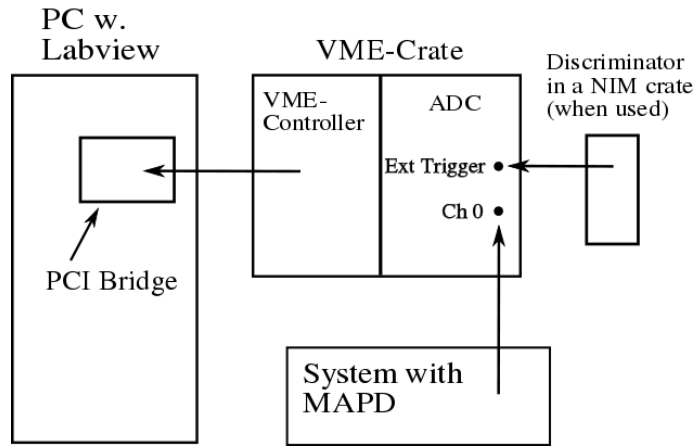 PC w.
Labview
VME-Crate
Discriminator
in a NIM crate
(when used)
VME-
Controller
ADC
Ext Trigger
Ch 0
PCI Bridge
System with
MAPD